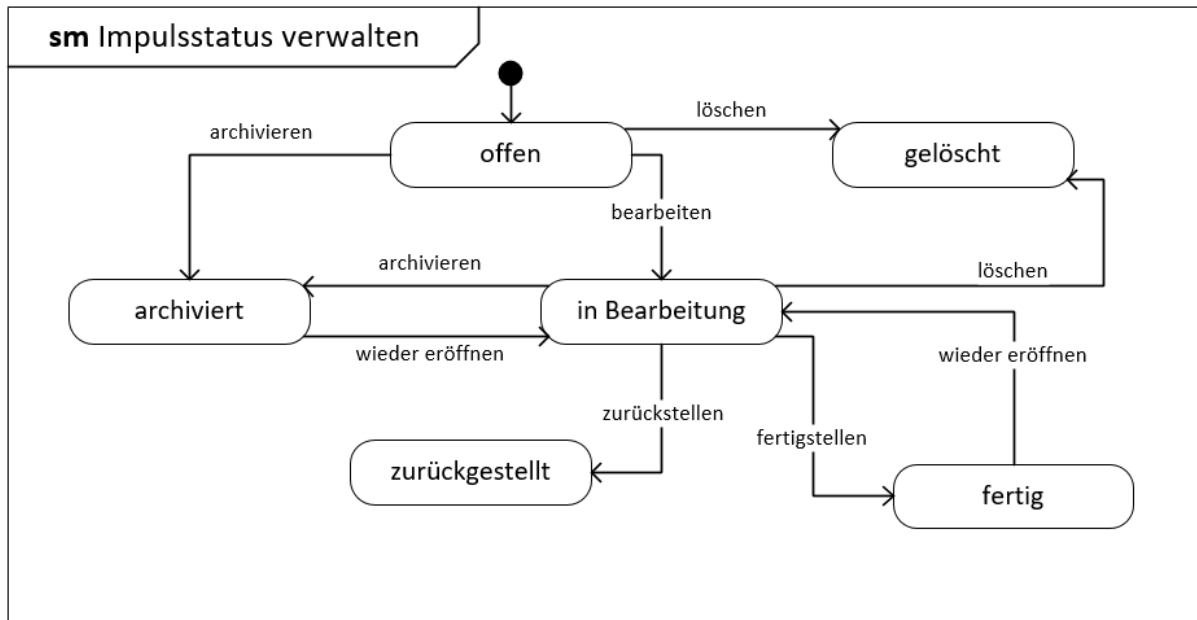 sm Impulsstatus verwalten
löschen
archivieren
offen
gelöscht
bearbeiten
archivieren
löschen
archiviert
in Bearbeitung
wieder eröffnen
wieder eröffnen
zurückstellen
fertigstellen
zurückgestellt
fertig